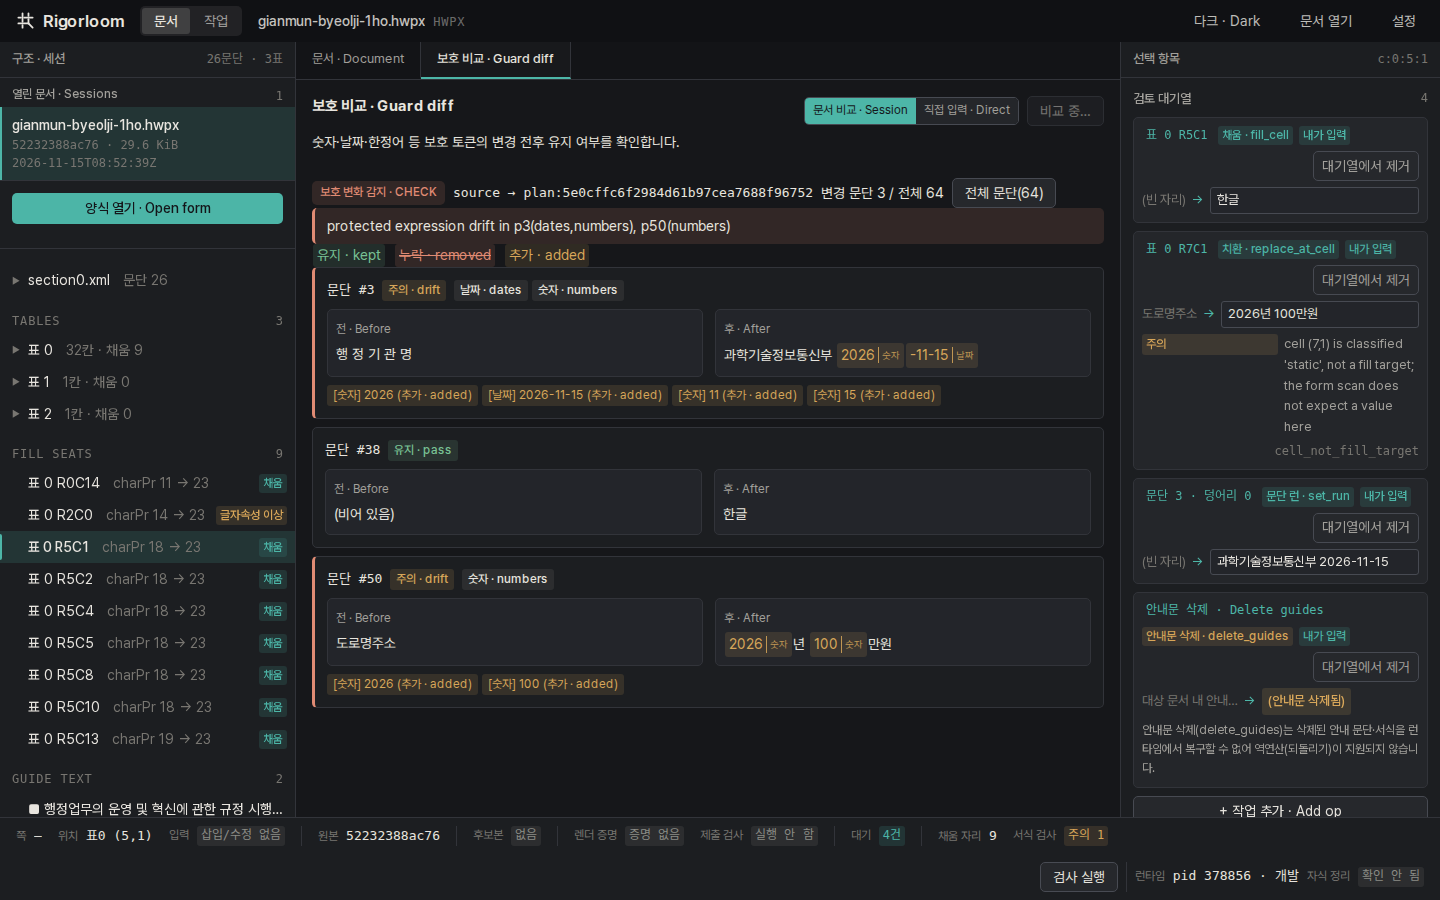 Rigorloom 문서 작업 gianmun-byeolji-1ho.hwpx HWPX 다크 · Dark 문서 열기 설정
구조 · 세션 26문단 · 3표
열린 문서 · Sessions 1
gianmun-byeolji-1ho.hwpx
52232388ac76 · 29.6 KiB
2026-11-15T08:52:39Z
양식 열기 · Open form
section0.xml 문단 26
TABLES 3
표 0 32칸 · 채움 9
표 1 1칸 · 채움 0
표 2 1칸 · 채움 0
FILL SEATS 9
표 0 R0C14 charPr 11 → 23 채움
표 0 R2C0 charPr 14 → 23 글자속성 이상
표 0 R5C1 charPr 18 → 23 채움
표 0 R5C2 charPr 18 → 23 채움
표 0 R5C4 charPr 18 → 23 채움
표 0 R5C5 charPr 18 → 23 채움
표 0 R5C8 charPr 18 → 23 채움
표 0 R5C10 charPr 18 → 23 채움
표 0 R5C13 charPr 19 → 23 채움
GUIDE TEXT 2
행정업무의 운영 및 혁신에 관한 규정 시행...
문서 · Document 보호 비교 · Guard diff
보호 비교 · Guard diff 문서 비교 · Session 직접 입력 · Direct 비교 중...
숫자·날짜·한정어 등 보호 토큰의 변경 전후 유지 여부를 확인합니다.
보호 변화 감지 · CHECK source → plan:5e0cffc6f2984d61b97cea7688f96752 변경 문단 3 / 전체 64 전체 문단(64)
protected expression drift in p3(dates,numbers), p50(numbers)
유지 · kept 누락 · removed 추가 · added
문단 #3 주의 · drift 날짜 · dates 숫자 · numbers
전 · Before
행 정 기 관 명
후 · After
과학기술정보통신부 2026 숫자 -11-15 날짜
[숫자] 2026 (추가 · added) [날짜] 2026-11-15 (추가 · added) [숫자] 11 (추가 · added) [숫자] 15 (추가 · added)
문단 #38 유지 · pass
전 · Before
(비어 있음)
후 · After
한글
문단 #50 주의 · drift 숫자 · numbers
전 · Before
도로명주소
후 · After
2026 숫자 년 100 숫자 만원
[숫자] 2026 (추가 · added) [숫자] 100 (추가 · added)
선택 항목 c:0:5:1
검토 대기열 4
표 0 R5C1 채움 · fill_cell 내가 입력
대기열에서 제거
(빈 자리) → 한글
표 0 R7C1 치환 · replace_at_cell 내가 입력
대기열에서 제거
도로명주소 → 2026년 100만원
주의 cell (7,1) is classified
'static', not a fill target;
the form scan does
not expect a value
here
cell_not_fill_target
문단 3 · 덩어리 0 문단 런 · set_run 내가 입력
대기열에서 제거
(빈 자리) → 과학기술정보통신부 2026-11-15
안내문 삭제 · Delete guides
안내문 삭제 · delete_guides 내가 입력
대기열에서 제거
대상 문서 내 안내... → (안내문 삭제됨)
안내문 삭제(delete_guides)는 삭제된 안내 문단·서식을 런
타임에서 복구할 수 없어 역연산(되돌리기)이 지원되지 않습니
다.
+ 작업 추가 · Add op
쪽 — 위치 표0 (5,1) 입력 삽입/수정 없음 원본 52232388ac76 후보본 없음 렌더 증명 증명 없음 제출 검사 실행 안 함 대기 4건 채움 자리 9 서식 검사 주의 1
검사 실행 런타임 pid 378856 · 개발 자식 정리 확인 안 됨